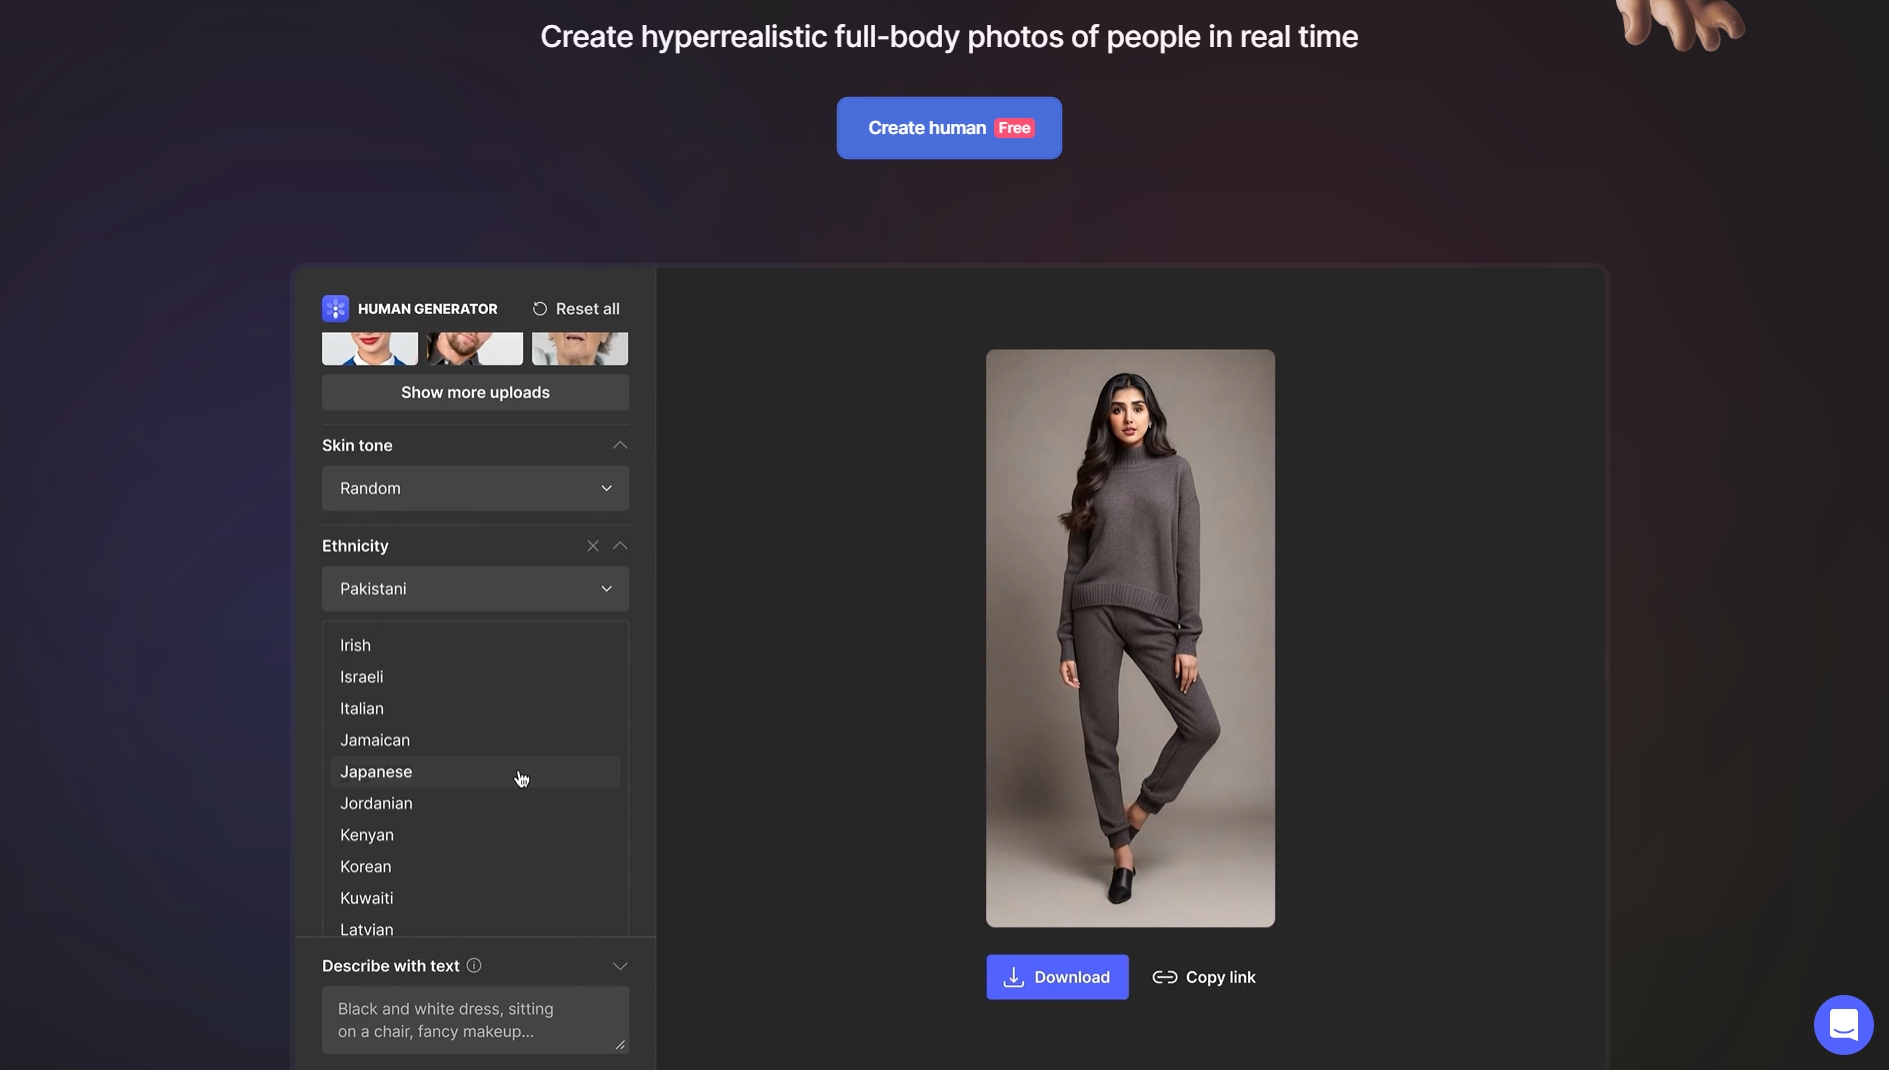 Create hyperrealistic full-body photos of people in real time
Create human Free
HUMAN GENERATOR
Reset all
Show more uploads
Skin tone
Random
Ethnicity
Pakistani
Irish
Israeli
Italian
Jamaican
Japanese
Jordanian
Kenyan
Korean
Kuwaiti
Latvian
Describe with text
Black and white dress, sitting
on a chair, fancy makeup...
Download
Copy link